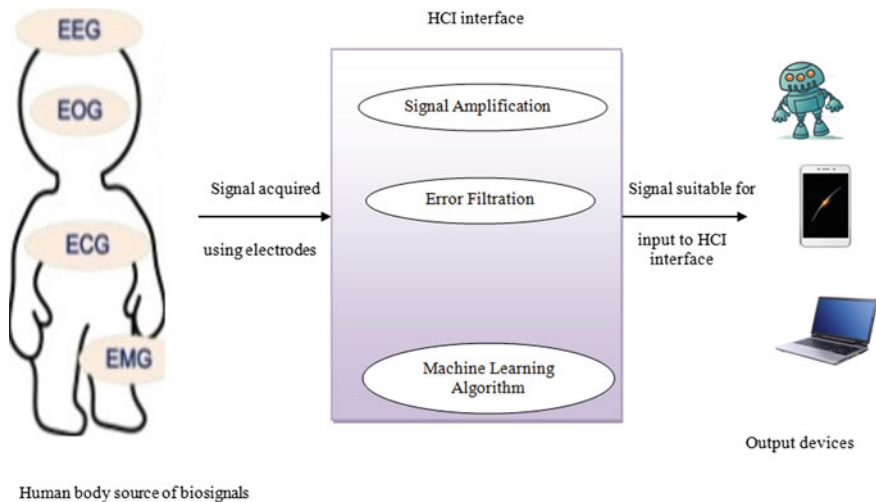 HCI interface
EEG
EOG
ECG
EMG
Human body source of biosignals
Signal acquired
using electrodes
Signal Amplification
Error Filtration
Machine Learning
Algorithm
Signal suitable for
input to HCI
interface
Output devices